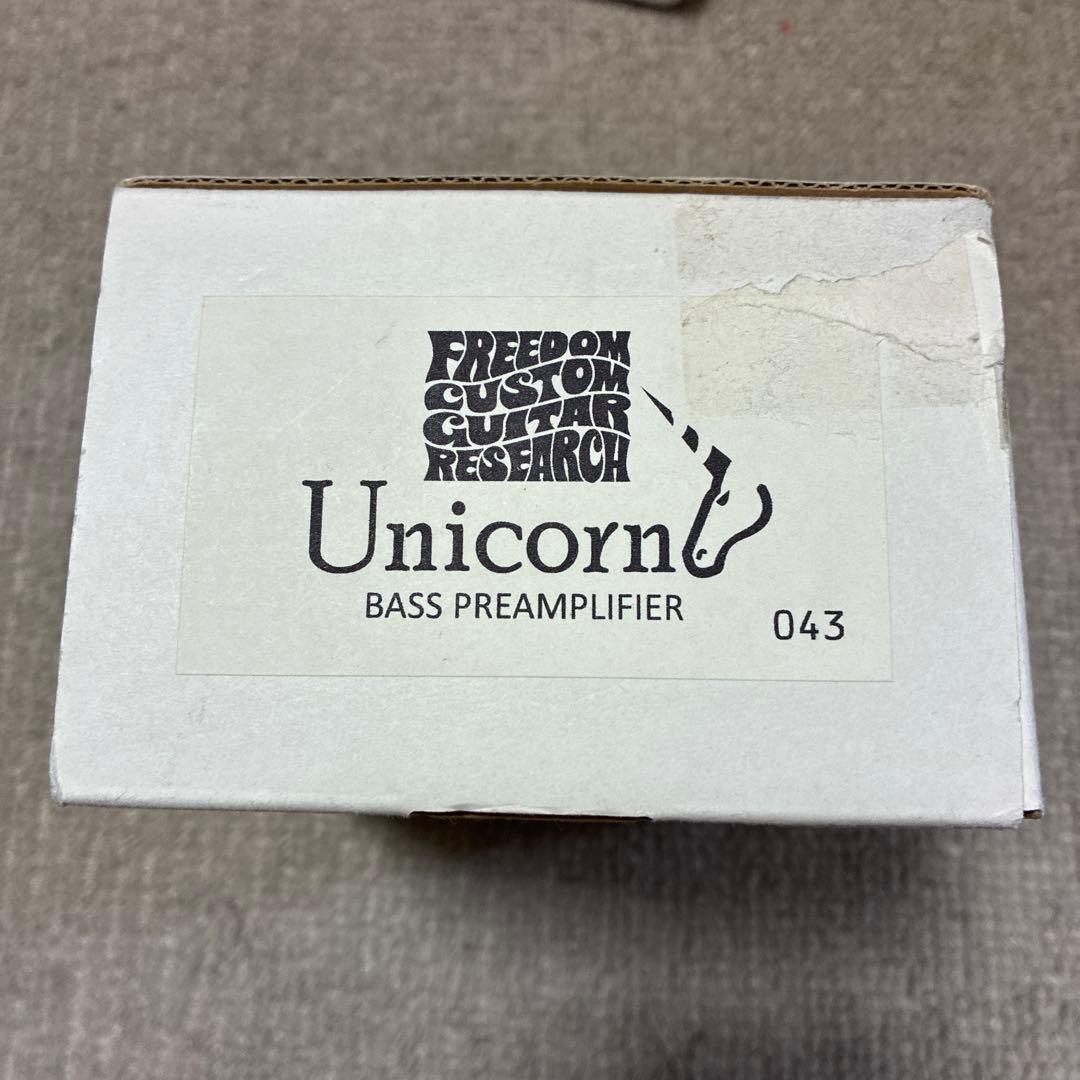 FREEDOM
CUSTOM
GUITAR
RESEARCH
Unicorn
BASS PREAMPLIFIER
043